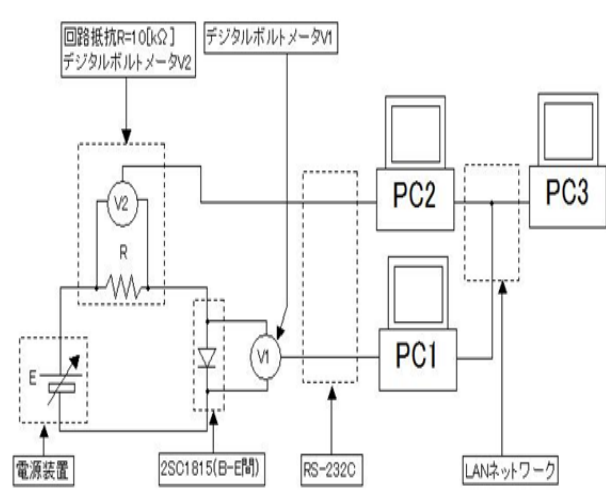 回路抵抗R=10[kΩ]
デジタルボルトメータV2
デジタルボルトメータV1
V2
R
PC2
PC3
E
V1
PC1
電源装置
2SC1815(B-E間)
RS-232C
LANネットワーク